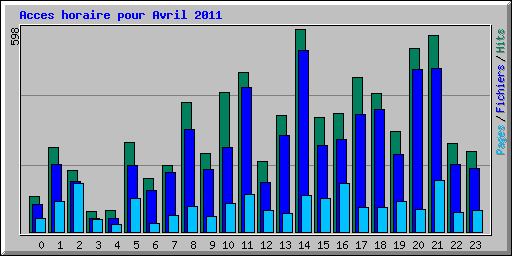 Acces horaire pour Avril 2011
598
Pages / Fichiers / Hits
0 1 2 3 4 5 6 7 8 9 10 11 12 13 14 15 16 17 18 19 20 21 22 23